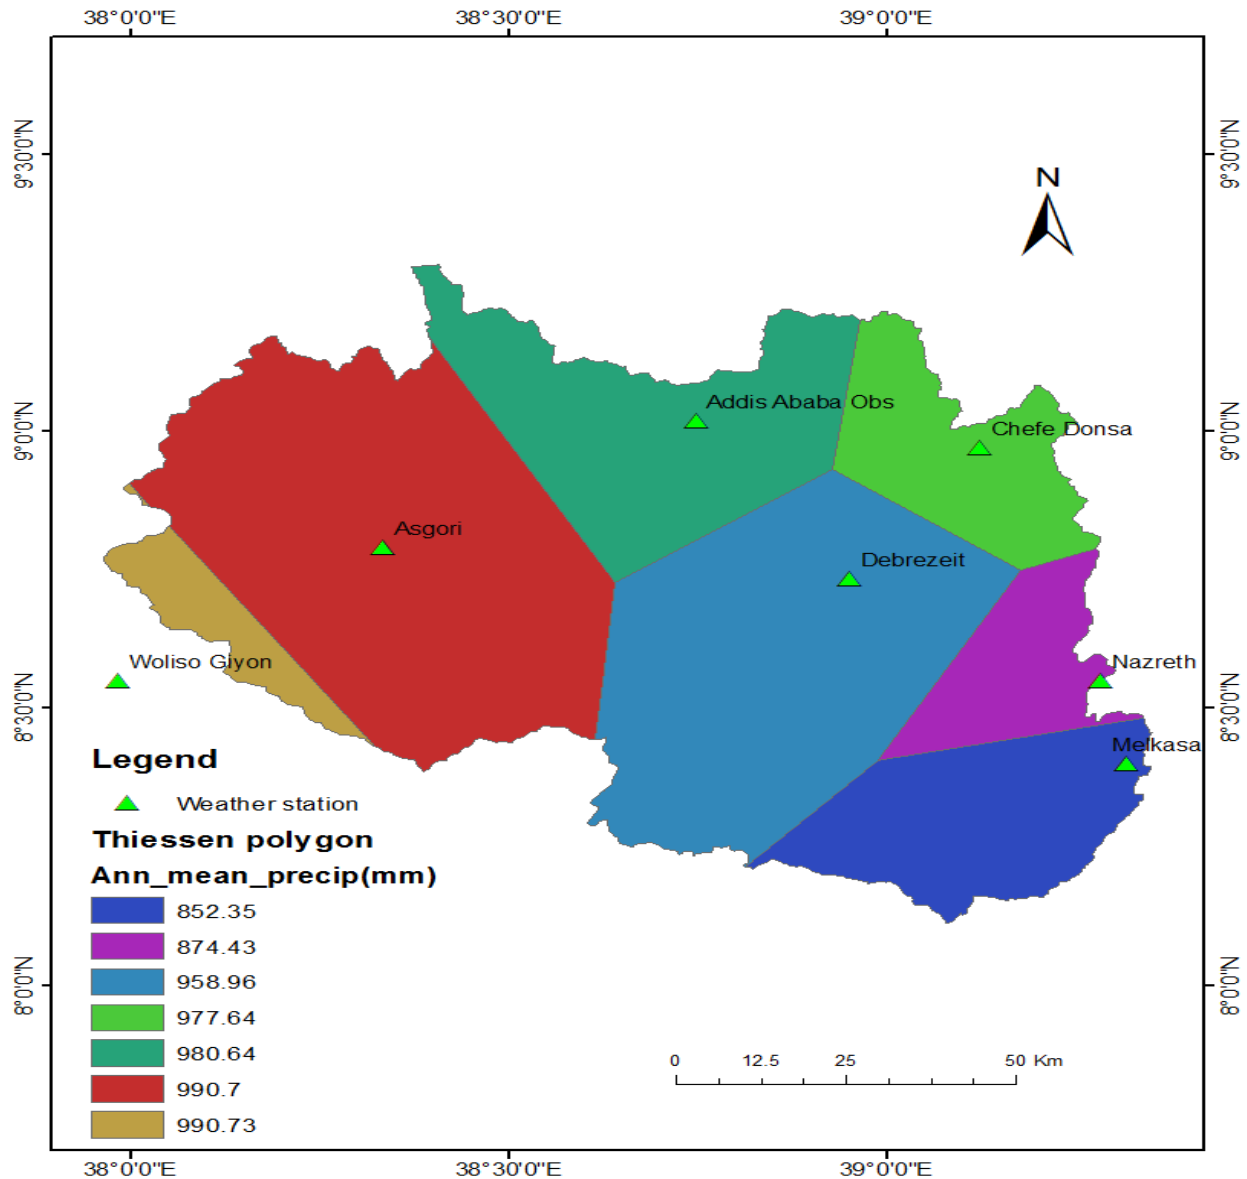 38°0'0"E 38°30'0"E 39°0'0"E
9°30'0"N 9°30'0"N
N
Addis Ababa Obs
9°0'0"N 9°0'0"N
Chefe Donsa
Asgori
Debrezeit
Woliso Giyon
Nazreth
8°30'0"N 8°30'0"N
Melkasa
Legend
Weather station
Thiessen polygon
Ann_mean_precip(mm)
852.35
874.43
958.96
8°0'0"N 8°0'0"N
977.64
980.64
990.7
990.73
0 12.5 25 50 Km
38°0'0"E 38°30'0"E 39°0'0"E